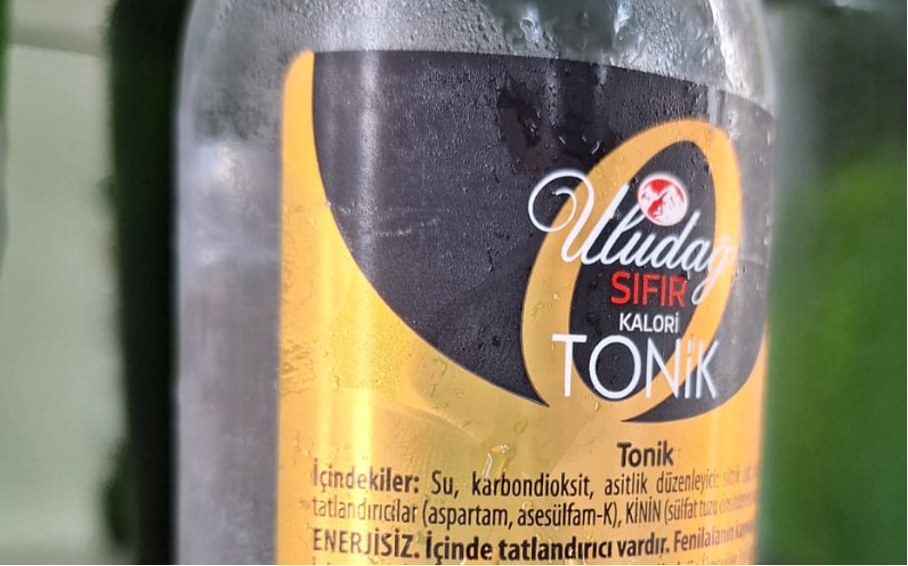 Uludağ
SIFIR
KALORİ
TONİK
Tonik
İçindekiler: Su, karbondioksit, asitlik düzenleyici:
tatlandırıcılar (aspartam, asesülfam-K), KİNİN (sülfat tuzu
ENERJİSİZ. İçinde tatlandırıcı vardır. Fenilalanin